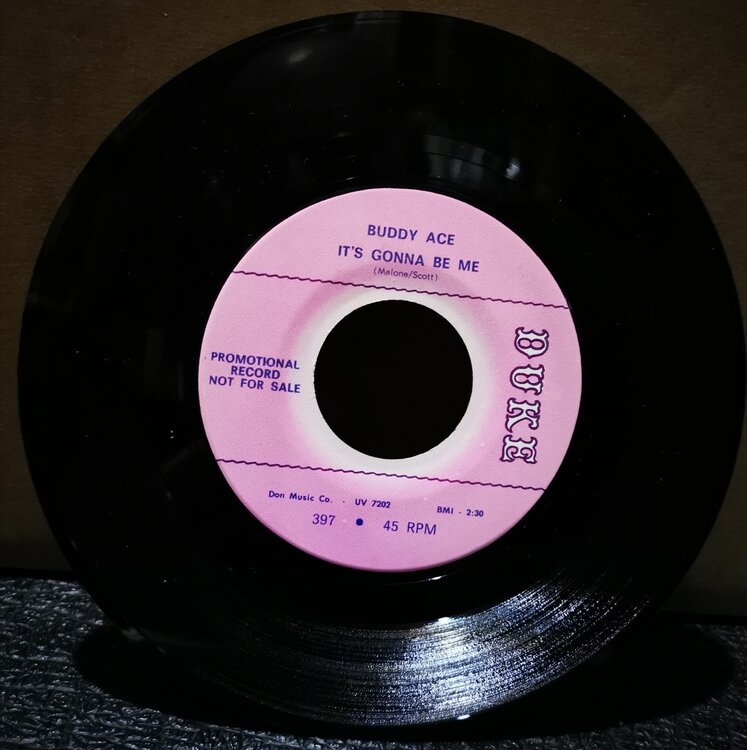 BUDDY ACE
IT'S GONNA BE ME
(Malone/Scott)
PROMOTIONAL
RECORD
NOT FOR SALE
DUKE
Don Music Co. · UV 7202
BMI - 2:30
397 • 45 RPM